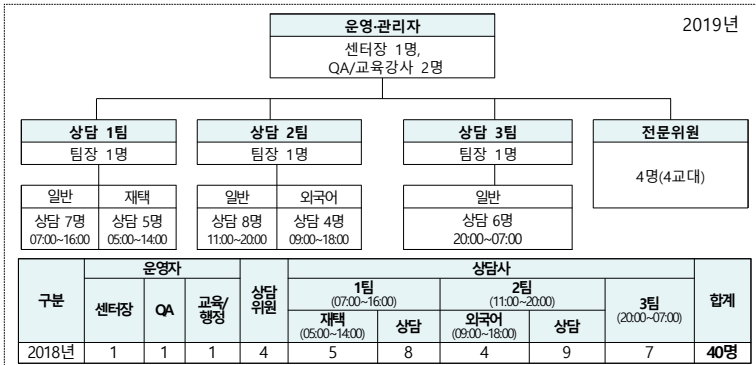 2019년
운영·관리자
센터장 1명,
QA/교육강사 2명
상담 1팀
팀장 1명
일반 재택
상담 7명 상담 5명
07:00~16:00 05:00~14:00
상담 2팀
팀장 1명
일반 외국어
상담 8명 상담 4명
11:00~20:00 09:00~18:00
상담 3팀
팀장 1명
일반
상담 6명
20:00~07:00
전문위원
4명(4교대)
구분 운영자 상담위원 상담사 합계
센터장 QA 교육/행정 1팀 (07:00~16:00) 2팀 (11:00~20:00) 3팀 (20:00~07:00)
재택 (05:00~14:00) 상담 외국어 (09:00~18:00) 상담
2018년 1 1 1 4 5 8 4 9 7 40명